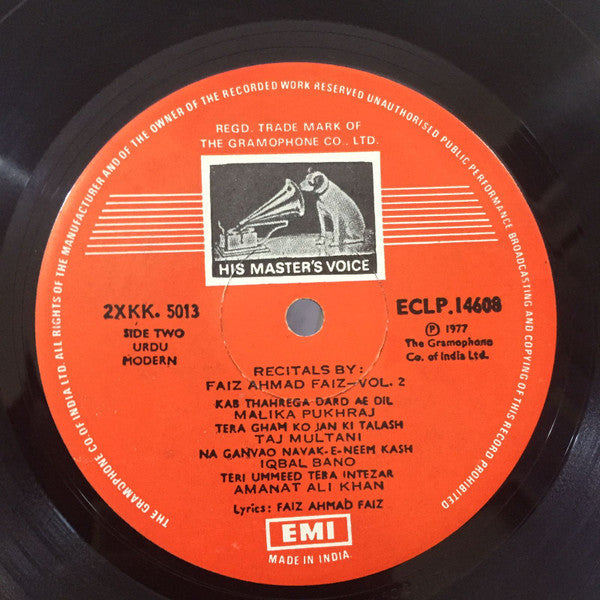 THE GRAMOPHONE CO OF INDIA LTD. ALL RIGHTS OF THE MANUFACTURER AND OF THE OWNER OF THE RECORDED WORK RESERVED UNAUTHORISED PUBLIC PERFORMANCE BROADCASTING AND COPYING OF THIS RECORD PROHIBITED
REGD. TRADE MARK OF
THE GRAMOPHONE CO., LTD.
HIS MASTER'S VOICE
2XKK. 5013
SIDE TWO
URDU
MODERN
ECLP.14608
℗ 1977
The Gramophone
Co. of India Ltd.
RECITALS BY:
FAIZ AHMAD FAIZ—VOL. 2
KAB THAHREGA DARD AE DIL
MALIKA PUKHRAJ
TERA GHAM KO JAN KI TALASH
TAJ MULTANI
NA GANVAO NAVAK-E-NEEM KASH
IQBAL BANO
TERI UMMEED TERA INTEZAR
AMANAT ALI KHAN
Lyrics: FAIZ AHMAD FAIZ
EMI
MADE IN INDIA